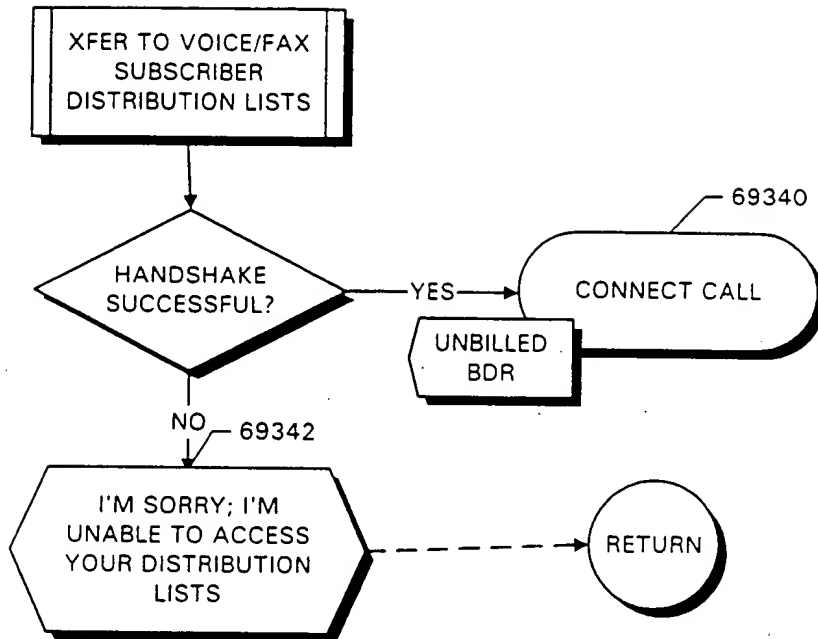 XFER TO VOICE/FAX
SUBSCRIBER
DISTRIBUTION LISTS
69340
HANDSHAKE
SUCCESSFUL?
YES
CONNECT CALL
UNBILLED
BDR
NO
69342
I'M SORRY; I'M
UNABLE TO ACCESS
YOUR DISTRIBUTION
LISTS
RETURN